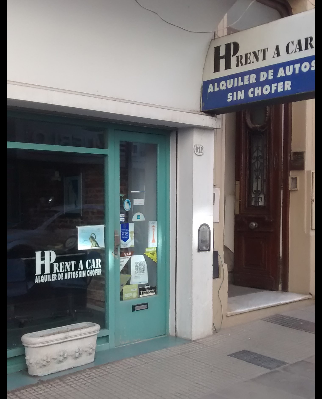 HP RENT A CAR
ALQUILER DE AUTOS
SIN CHOFER
HP RENT A CAR
ALQUILER DE AUTOS SIN CHOFER